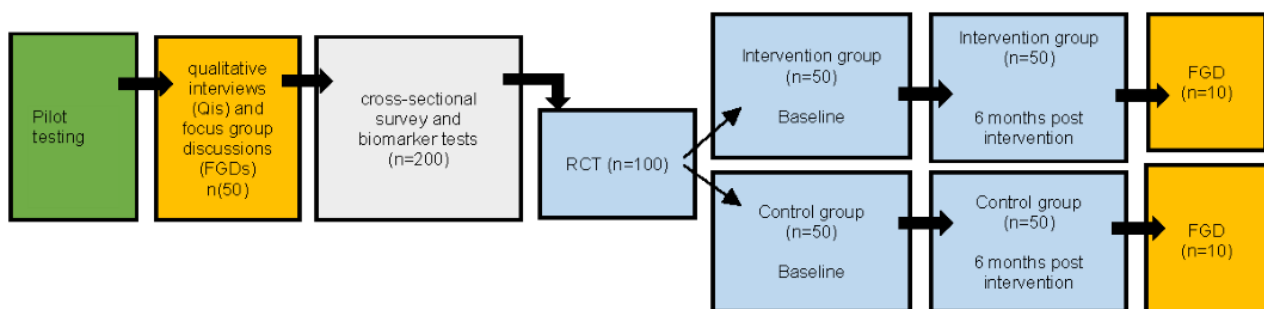 Pilot
testing
qualitative
interviews
(Qis) and
focus group
discussions
(FGDs)
n(50)
cross-sectional
survey and
biomarker tests
(n=200)
RCT (n=100)
Intervention group
(n=50)
Baseline
Intervention group
(n=50)
6 months post
intervention
FGD
(n=10)
Control group
(n=50)
Baseline
Control group
(n=50)
6 months post
intervention
FGD
(n=10)